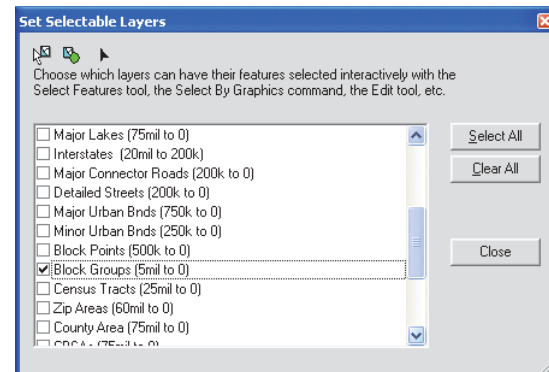 Set Selectable Layers
Choose which layers can have their features selected interactively with the
Select Features tool, the Select By Graphics command, the Edit tool, etc.
Major Lakes (75mil to 0)
Interstates (20mil to 200k)
Major Connector Roads (200k to 0)
Detailed Streets (200k to 0)
Major Urban Bnds (750k to 0)
Minor Urban Bnds (250k to 0)
Block Points (500k to 0)
Block Groups (5mil to 0)
Census Tracts (25mil to 0)
Zip Areas (60mil to 0)
County Area (75mil to 0)
Select All
Clear All
Close